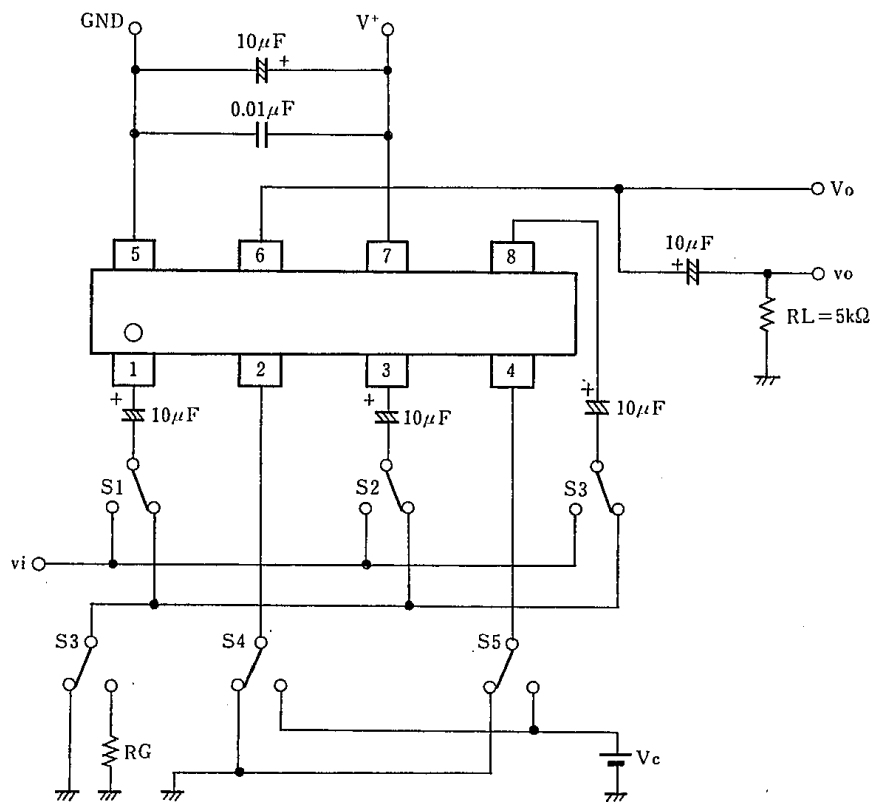 GND
V+
10μF
+
0.01μF
Vo
5
6
7
8
10μF
+
vo
RL=5kΩ
1
2
3
4
+
10μF
+
10μF
+
10μF
S1
S2
S3
vi
S3
S4
S5
RG
Vc